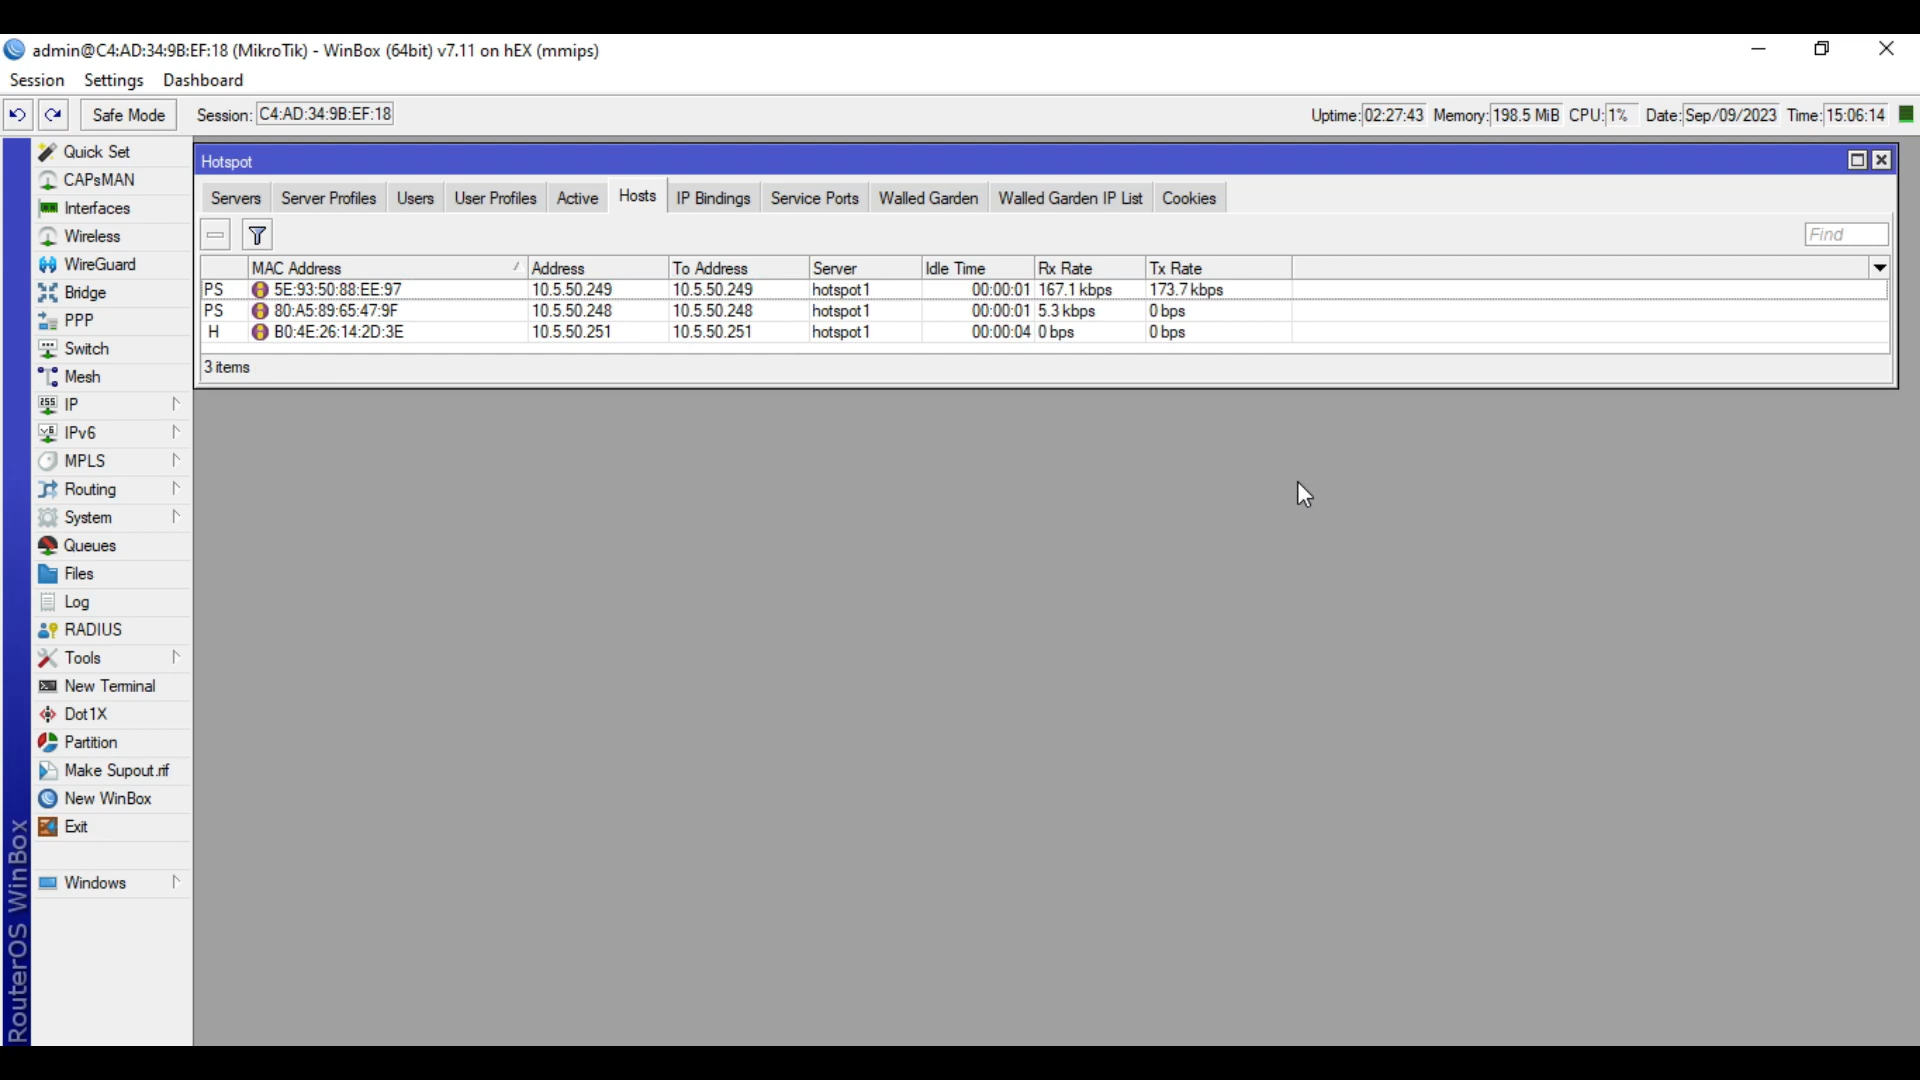 admin@C4:AD:34:9B:EF:18 (MikroTik) - WinBox (64bit) v7.11 on hEX (mmips)
Session Settings Dashboard
Safe Mode Session: C4:AD:34:9B:EF:18 Uptime: 02:27:43 Memory: 198.5 MiB CPU: 1% Date: Sep/09/2023 Time: 15:06:14
Hotspot
Servers Server Profiles Users User Profiles Active Hosts IP Bindings Service Ports Walled Garden Walled Garden IP List Cookies
Find
MAC Address Address To Address Server Idle Time Rx Rate Tx Rate
PS 5E:93:50:88:EE:97 10.5.50.249 10.5.50.249 hotspot1 00:00:01 167.1 kbps 173.7 kbps
PS 80:A5:89:65:47:9F 10.5.50.248 10.5.50.248 hotspot1 00:00:01 5.3 kbps 0 bps
H B0:4E:26:14:2D:3E 10.5.50.251 10.5.50.251 hotspot1 00:00:04 0 bps 0 bps
3 items
Quick Set
CAPsMAN
Interfaces
Wireless
WireGuard
Bridge
PPP
Switch
Mesh
255 IP
v6 IPv6
MPLS
Routing
System
Queues
Files
Log
RADIUS
Tools
New Terminal
Dot1X
Partition
Make Supout.rif
New WinBox
Exit
Windows
RouterOS WinBox